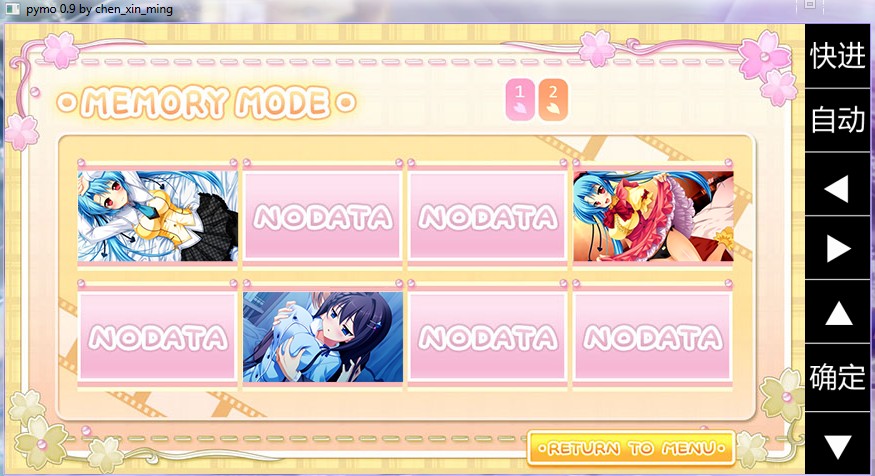 pymo 0.9 by chen_xin_ming
快进
MEMORY MODE
1 2
自动
NODATA NODATA
NODATA NODATA NODATA
确定
RETURN TO MENU